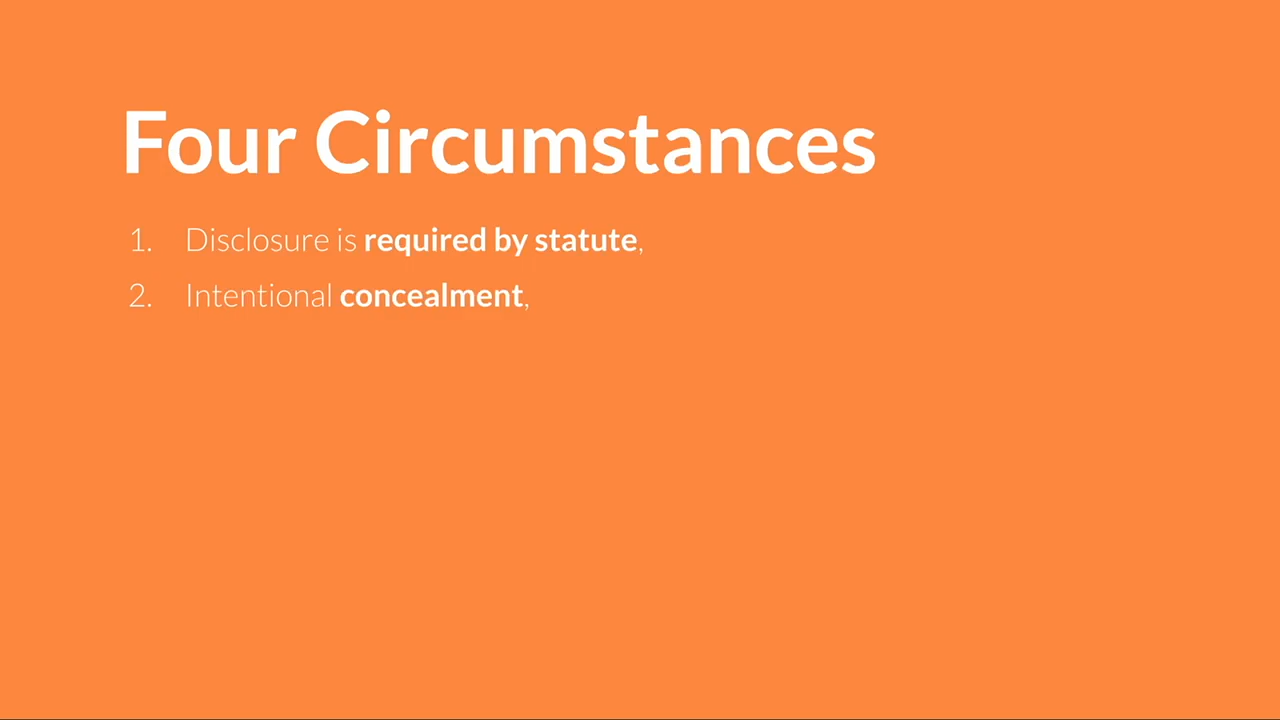 Four Circumstances
1. Disclosure is required by statute,
2. Intentional concealment,